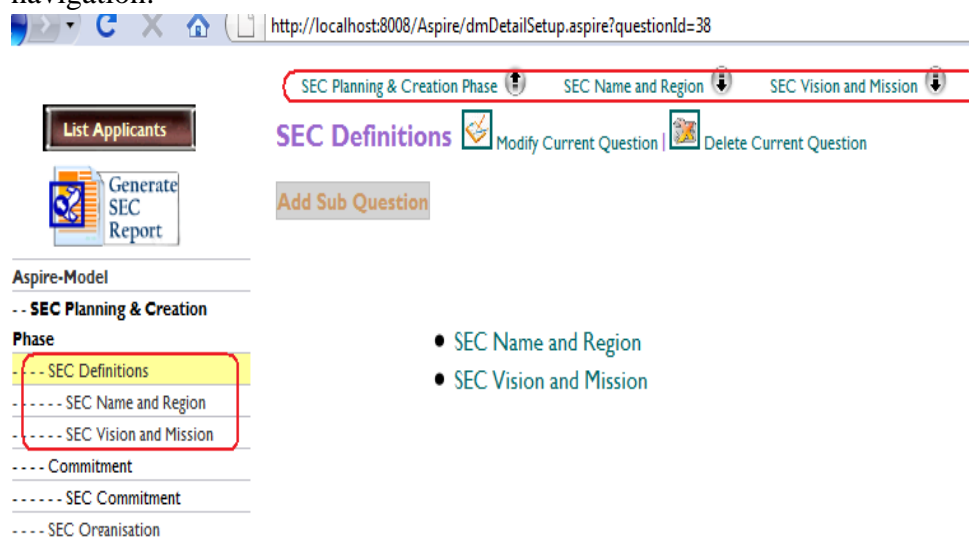 navigation.
http://localhost:8008/Aspire/dmDetailSetup.aspire?questionId=38
SEC Planning & Creation Phase SEC Name and Region SEC Vision and Mission
List Applicants
SEC Definitions Modify Current Question | Delete Current Question
Generate
SEC
Report
Add Sub Question
Aspire-Model
- - SEC Planning & Creation
Phase
- - - - SEC Definitions
- - - - - - SEC Name and Region
- - - - - - SEC Vision and Mission
- - - - Commitment
- - - - - - SEC Commitment
- - - - SEC Organisation
• SEC Name and Region
• SEC Vision and Mission